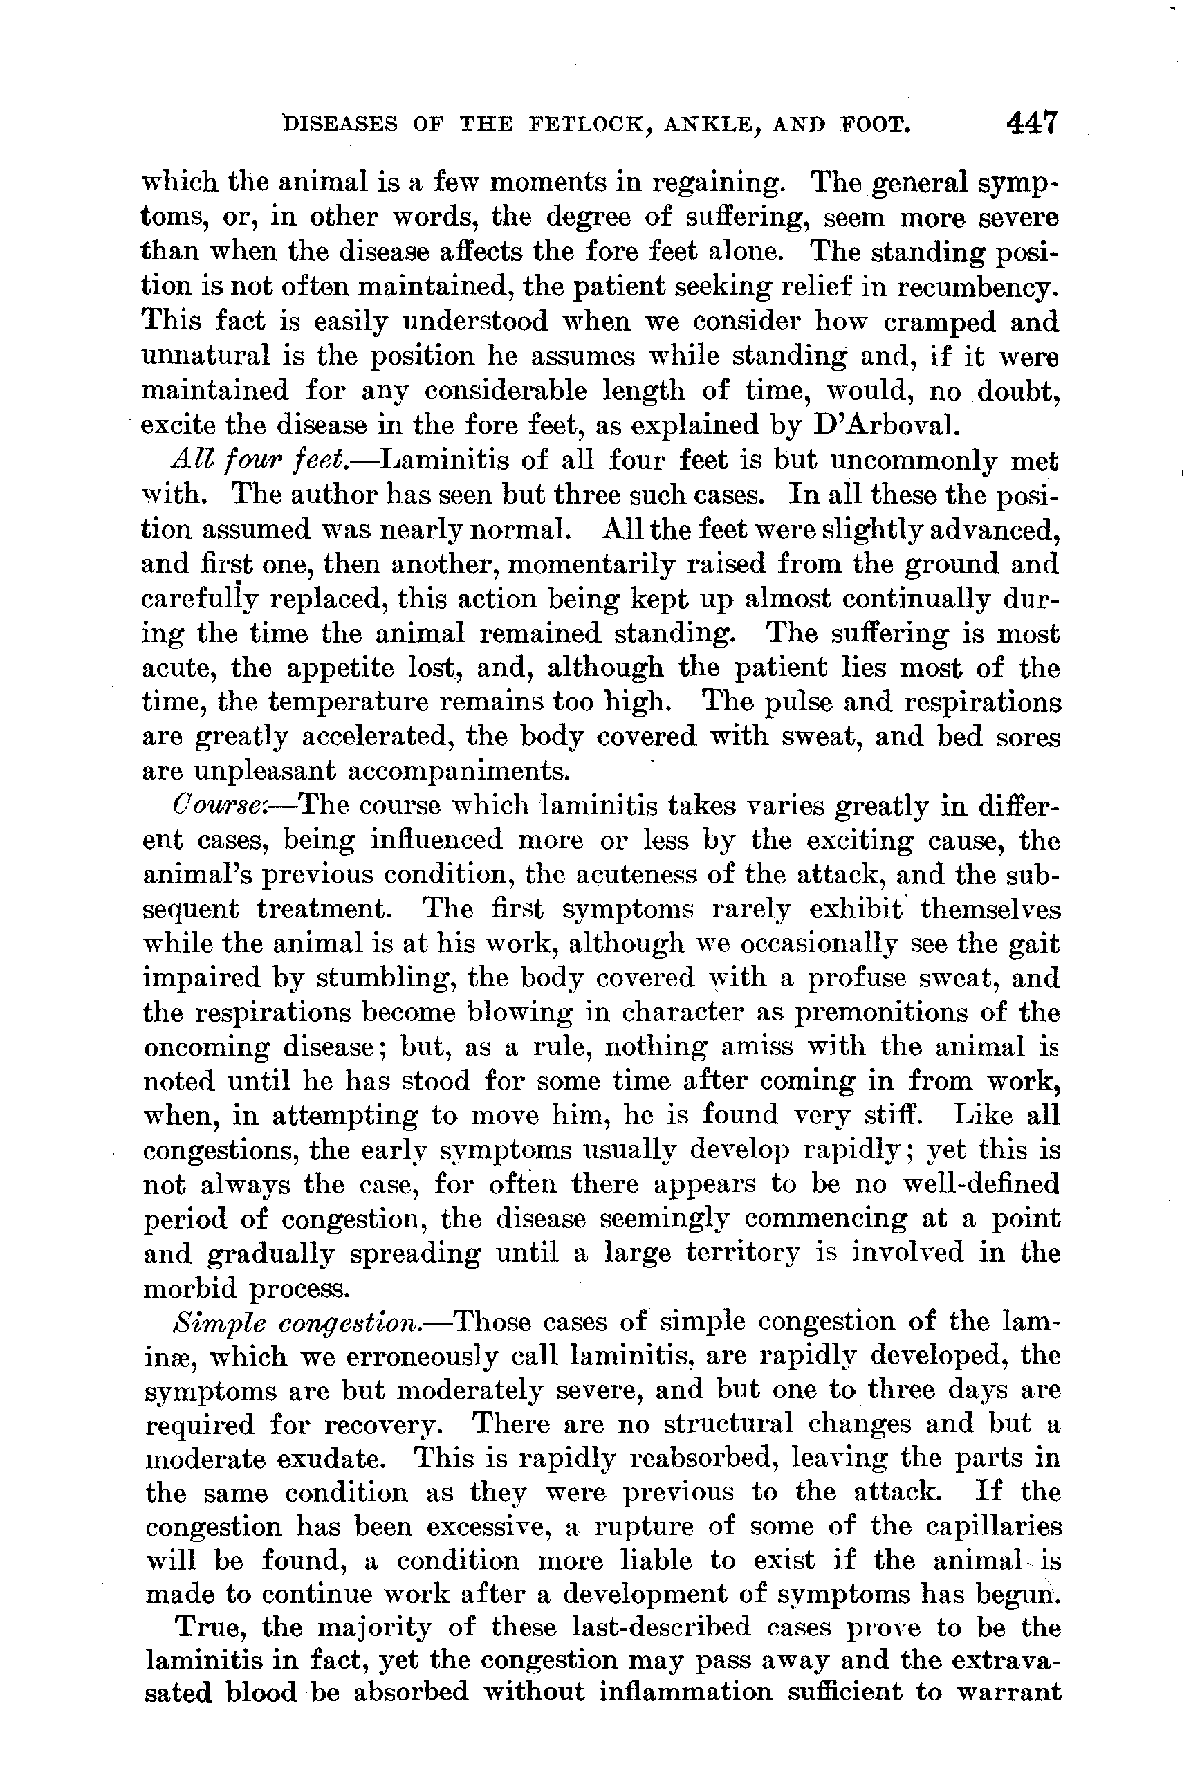 DISEASES OF THE FETLOCK, ANKLE, AND FOOT. 447
which the animal is a few moments in regaining. The general symp-
toms, or, in other words, the degree of suffering, seem more severe
than when the disease affects the fore feet alone. The standing posi-
tion is not often maintained, the patient seeking relief in recumbency.
This fact is easily understood when we consider how cramped and
unnatural is the position he assumes while standing and, if it were
maintained for any considerable length of time, would, no doubt,
excite the disease in the fore feet, as explained by D'Arboval.
All four feet.—Laminitis of all four feet is but uncommonly met
with. The author has seen but three such cases. In all these the posi-
tion assumed was nearly normal. All the feet were slightly advanced,
and first one, then another, momentarily raised from the ground and
carefully replaced, this action being kept up almost continually dur-
ing the time the animal remained standing. The suffering is most
acute, the appetite lost, and, although the patient lies most of the
time, the temperature remains too high. The pulse and respirations
are greatly accelerated, the body covered with sweat, and bed sores
are unpleasant accompaniments.
Course.—The course which laminitis takes varies greatly in differ-
ent cases, being influenced more or less by the exciting cause, the
animal's previous condition, the acuteness of the attack, and the sub-
sequent treatment. The first symptoms rarely exhibit themselves
while the animal is at his work, although we occasionally see the gait
impaired by stumbling, the body covered with a profuse sweat, and
the respirations become blowing in character as premonitions of the
oncoming disease; but, as a rule, nothing amiss with the animal is
noted until he has stood for some time after coming in from work,
when, in attempting to move him, he is found very stiff. Like all
congestions, the early symptoms usually develop rapidly; yet this is
not always the case, for often there appears to be no well-defined
period of congestion, the disease seemingly commencing at a point
and gradually spreading until a large territory is involved in the
morbid process.
Simple congestion.—Those cases of simple congestion of the lam-
inæ, which we erroneously call laminitis, are rapidly developed, the
symptoms are but moderately severe, and but one to three days are
required for recovery. There are no structural changes and but a
moderate exudate. This is rapidly reabsorbed, leaving the parts in
the same condition as they were previous to the attack. If the
congestion has been excessive, a rupture of some of the capillaries
will be found, a condition more liable to exist if the animal is
made to continue work after a development of symptoms has begun.
True, the majority of these last-described cases prove to be the
laminitis in fact, yet the congestion may pass away and the extrava-
sated blood be absorbed without inflammation sufficient to warrant